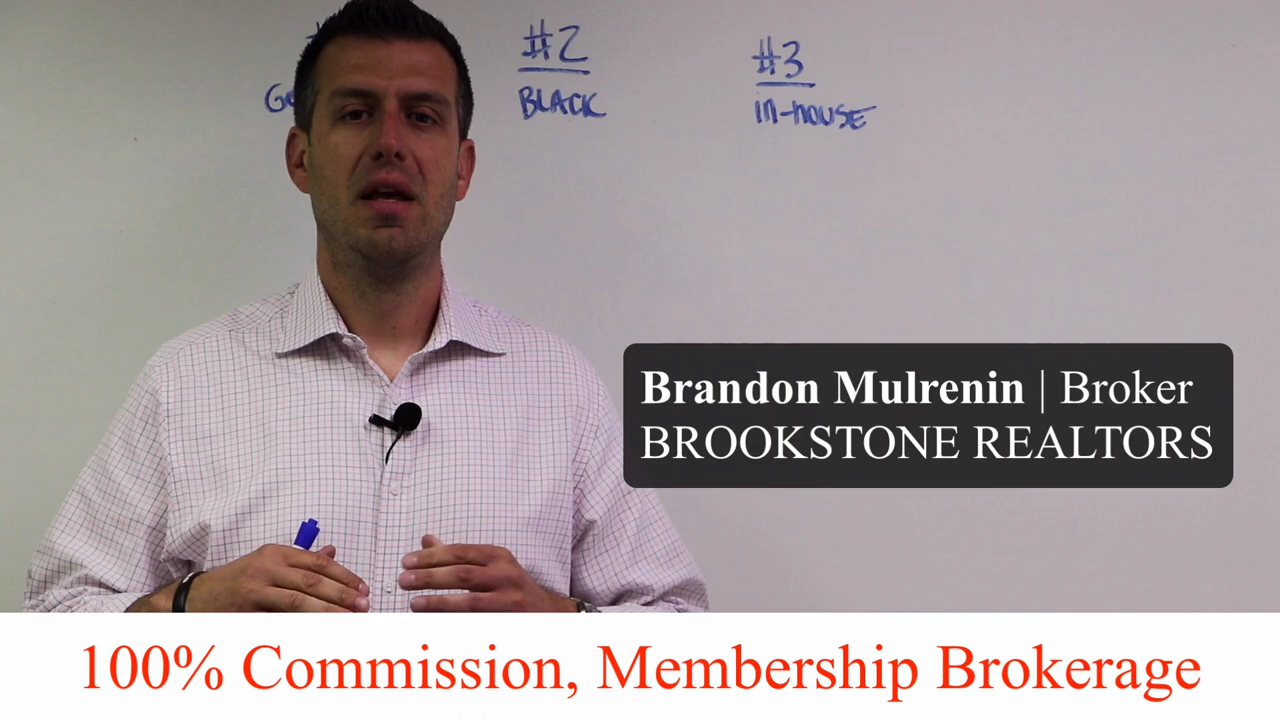 #2
#3
BLACK
IN-HOUSE
Brandon Mulrenin | Broker
BROOKSTONE REALTORS
100% Commission, Membership Brokerage